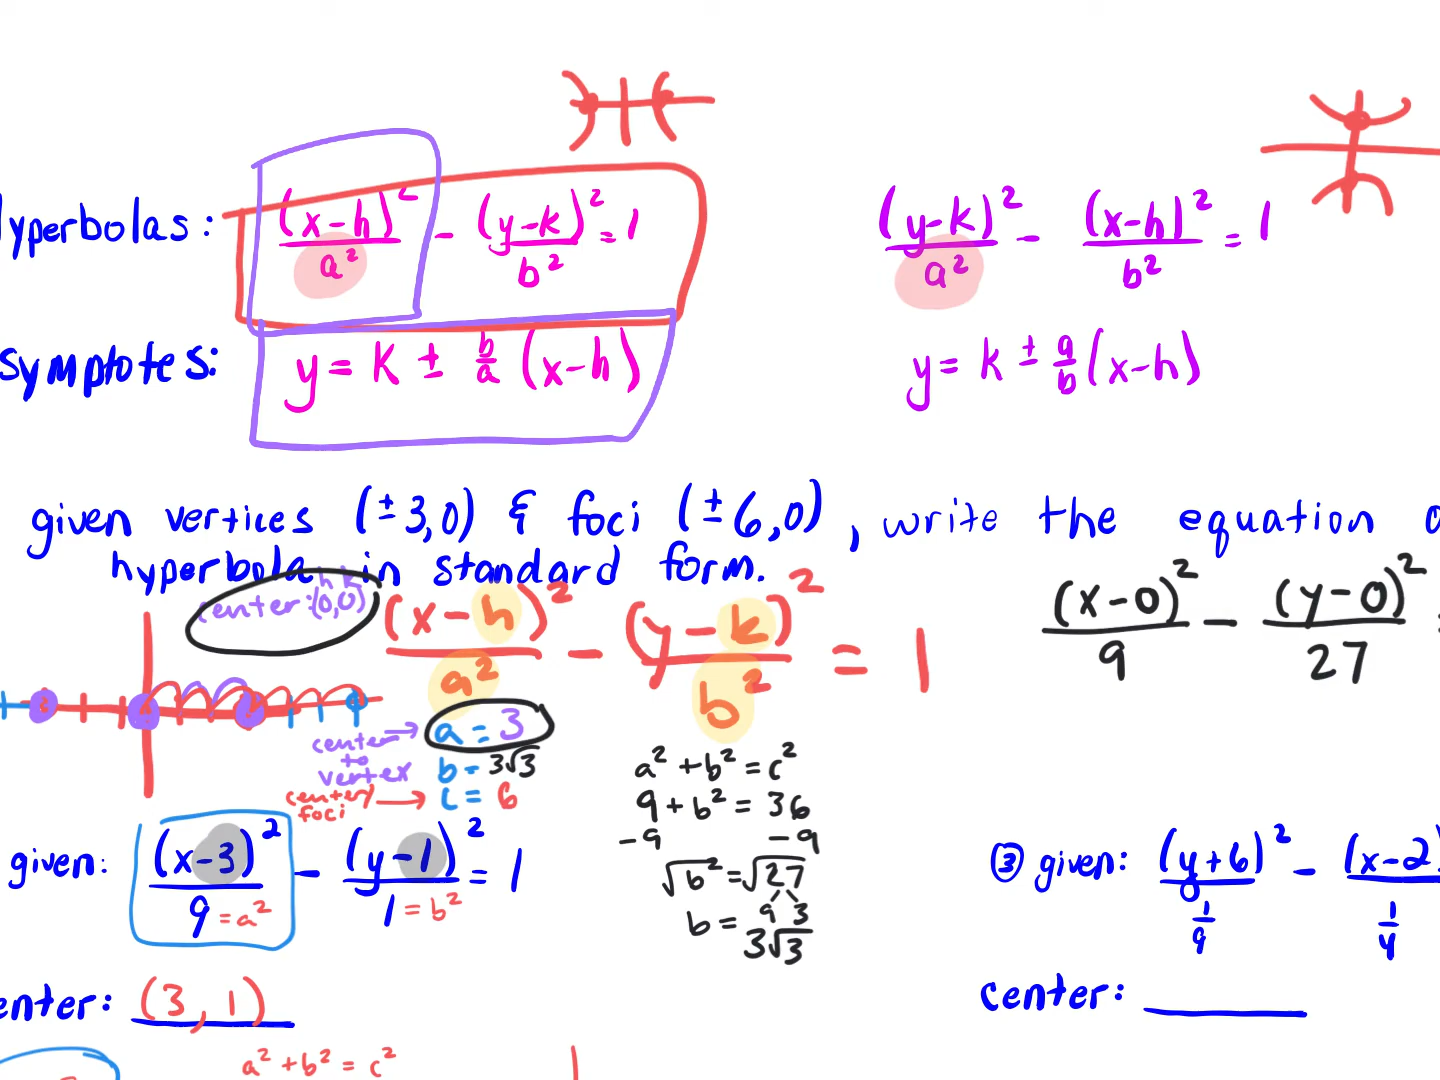 Hyperbolas: (x-h)²/a² - (y-k)²/b² = 1 (y-k)²/a² - (x-h)²/b² = 1
symptotes: y = k ± b/a (x-h) y = k ± a/b (x-h)
given vertices (±3,0) & foci (±6,0), write the equation
hyperbola in standard form.
h k
center:(0,0) (x-h)²/a² - (y-k)²/b² = 1 (x-0)²/9 - (y-0)²/27 =
center → a = 3
to
vertex b = 3√3
center/ foci → c = 6
a² + b² = c²
9 + b² = 36
-9 -9
√b² = √27
9 3
b = 3√3
given: (x-3)²/9 - (y-1)²/1 = 1 ③ given: (y+6)²/(1/9) - (x-2)/(1/4)
= a² = b²
enter: (3, 1) center:
a² + b² = c²